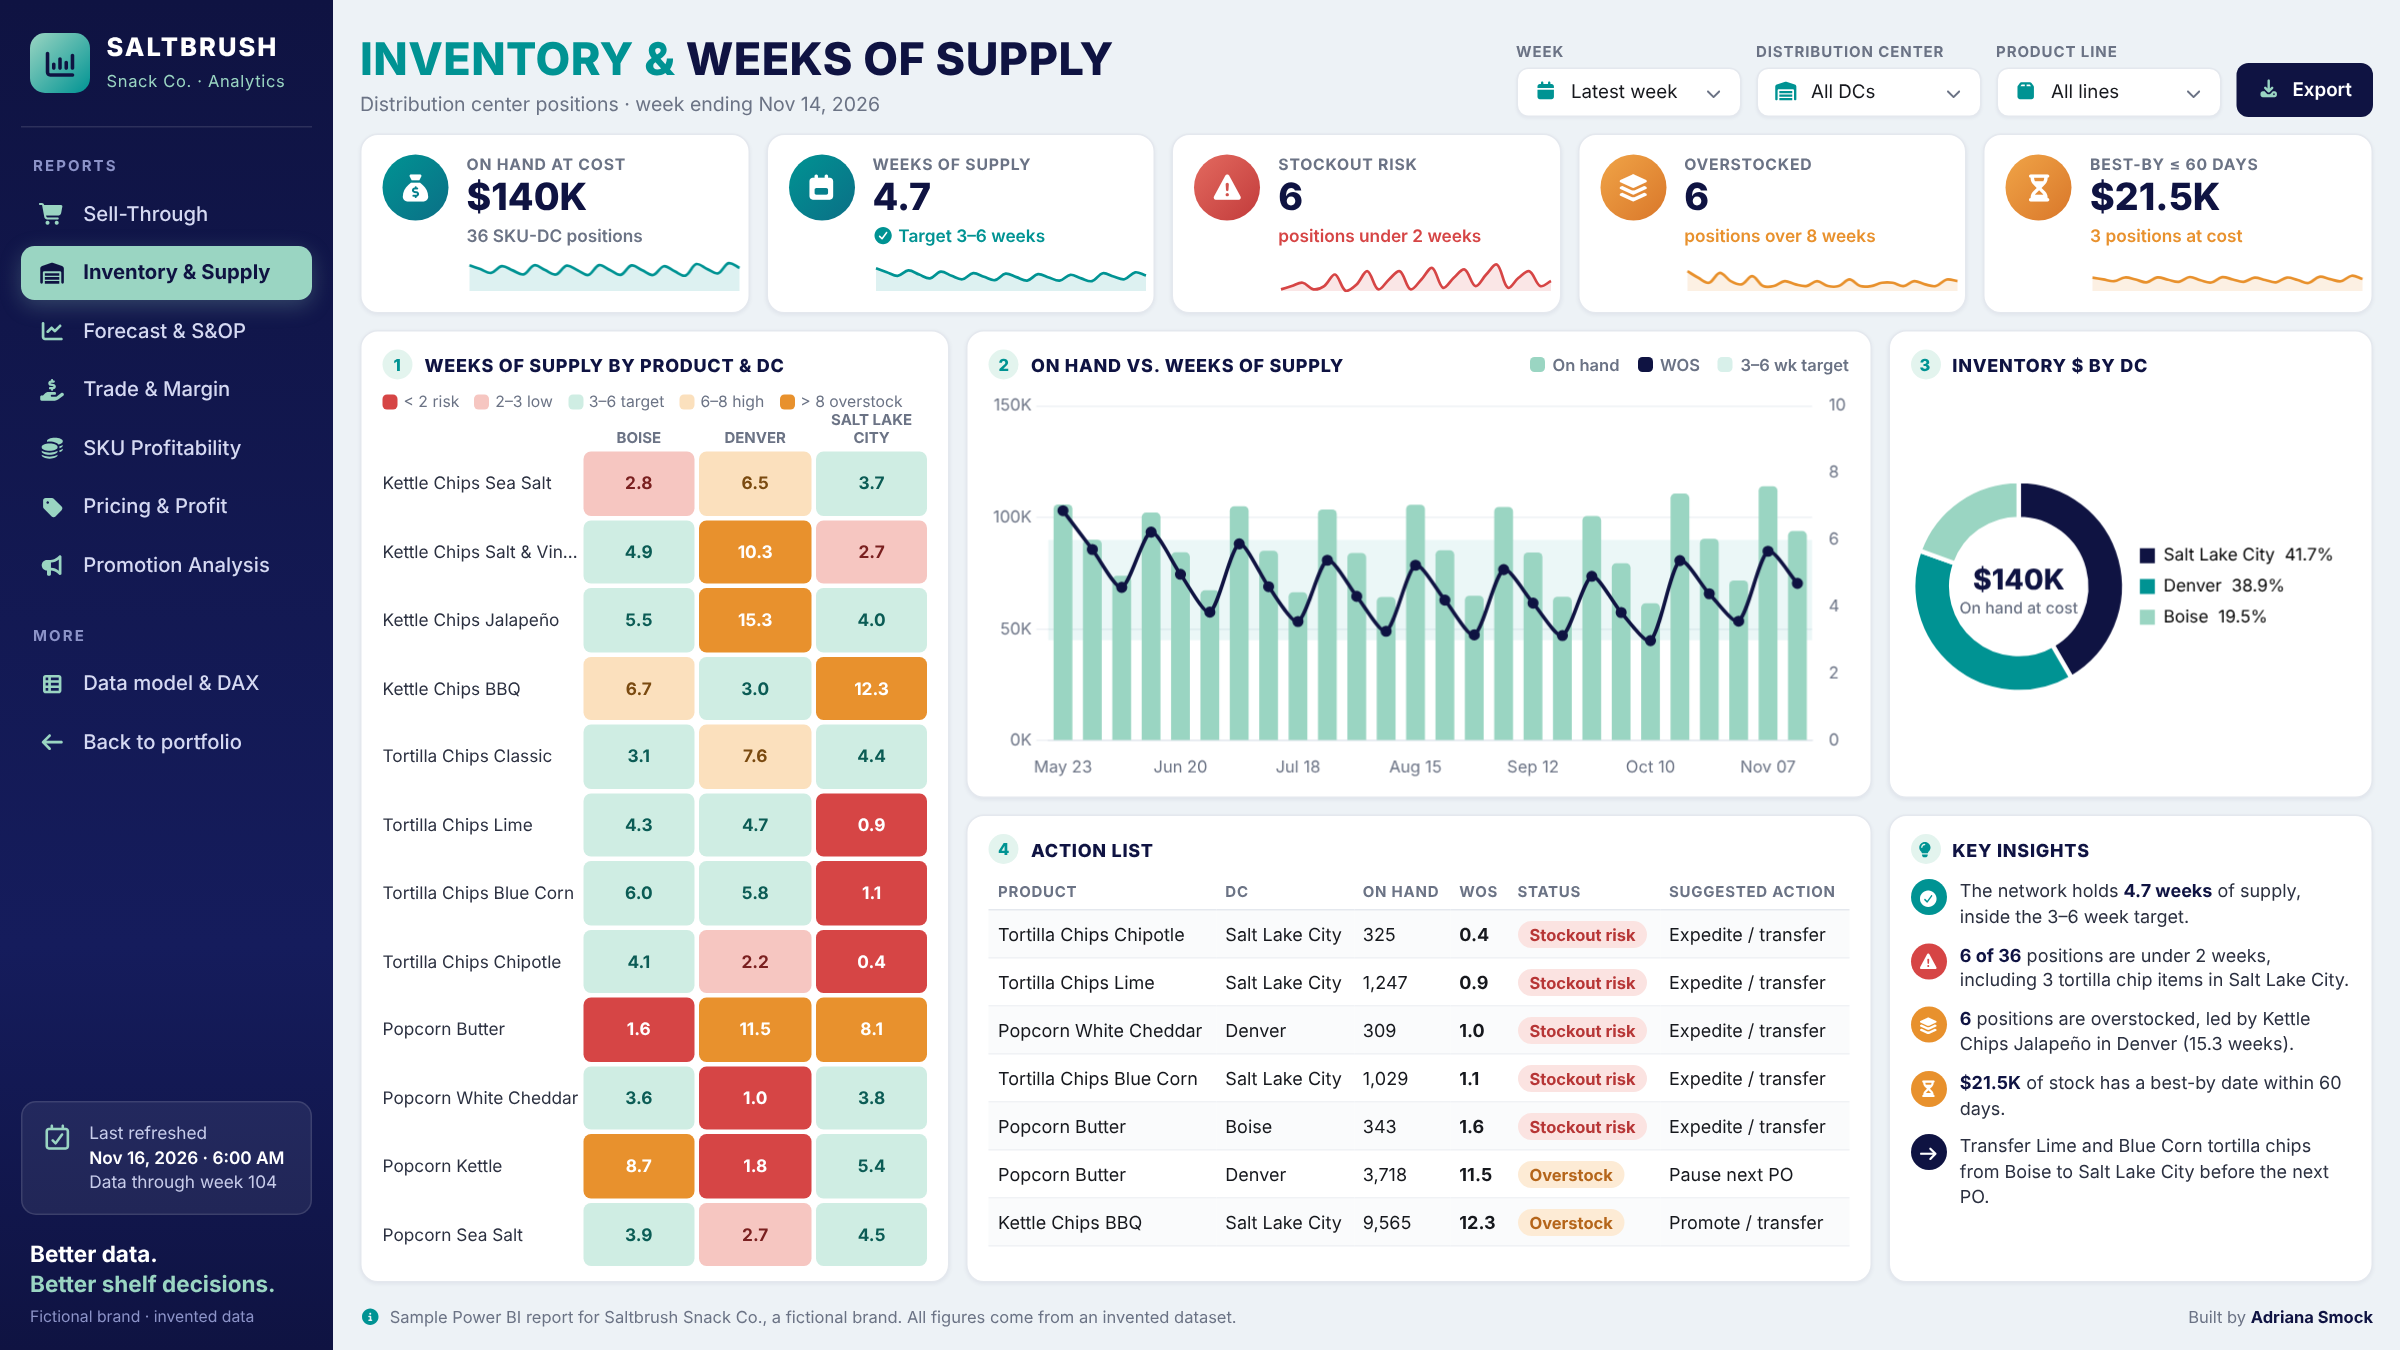 SALTBRUSH
Snack Co. · Analytics
REPORTS
Sell-Through
Inventory & Supply
Forecast & S&OP
Trade & Margin
SKU Profitability
Pricing & Profit
Promotion Analysis
MORE
Data model & DAX
Back to portfolio
Last refreshed
Nov 16, 2026 · 6:00 AM
Data through week 104
Better data.
Better shelf decisions.
Fictional brand · invented data
INVENTORY & WEEKS OF SUPPLY
Distribution center positions · week ending Nov 14, 2026
WEEK
Latest week
DISTRIBUTION CENTER
All DCs
PRODUCT LINE
All lines
Export
ON HAND AT COST
$140K
36 SKU-DC positions
WEEKS OF SUPPLY
4.7
Target 3–6 weeks
STOCKOUT RISK
6
positions under 2 weeks
OVERSTOCKED
6
positions over 8 weeks
BEST-BY ≤ 60 DAYS
$21.5K
3 positions at cost
1 WEEKS OF SUPPLY BY PRODUCT & DC
< 2 risk 2–3 low 3–6 target 6–8 high > 8 overstock
BOISE DENVER SALT LAKE CITY
Kettle Chips Sea Salt 2.8 6.5 3.7
Kettle Chips Salt & Vin... 4.9 10.3 2.7
Kettle Chips Jalapeño 5.5 15.3 4.0
Kettle Chips BBQ 6.7 3.0 12.3
Tortilla Chips Classic 3.1 7.6 4.4
Tortilla Chips Lime 4.3 4.7 0.9
Tortilla Chips Blue Corn 6.0 5.8 1.1
Tortilla Chips Chipotle 4.1 2.2 0.4
Popcorn Butter 1.6 11.5 8.1
Popcorn White Cheddar 3.6 1.0 3.8
Popcorn Kettle 8.7 1.8 5.4
Popcorn Sea Salt 3.9 2.7 4.5
2 ON HAND VS. WEEKS OF SUPPLY
On hand WOS 3–6 wk target
150K 10
8
100K
6
50K 4
2
0K 0
May 23 Jun 20 Jul 18 Aug 15 Sep 12 Oct 10 Nov 07
3 INVENTORY $ BY DC
$140K
On hand at cost
Salt Lake City 41.7%
Denver 38.9%
Boise 19.5%
4 ACTION LIST
PRODUCT DC ON HAND WOS STATUS SUGGESTED ACTION
Tortilla Chips Chipotle Salt Lake City 325 0.4 Stockout risk Expedite / transfer
Tortilla Chips Lime Salt Lake City 1,247 0.9 Stockout risk Expedite / transfer
Popcorn White Cheddar Denver 309 1.0 Stockout risk Expedite / transfer
Tortilla Chips Blue Corn Salt Lake City 1,029 1.1 Stockout risk Expedite / transfer
Popcorn Butter Boise 343 1.6 Stockout risk Expedite / transfer
Popcorn Butter Denver 3,718 11.5 Overstock Pause next PO
Kettle Chips BBQ Salt Lake City 9,565 12.3 Overstock Promote / transfer
KEY INSIGHTS
The network holds 4.7 weeks of supply,
inside the 3–6 week target.
6 of 36 positions are under 2 weeks,
including 3 tortilla chip items in Salt Lake City.
6 positions are overstocked, led by Kettle
Chips Jalapeño in Denver (15.3 weeks).
$21.5K of stock has a best-by date within 60
days.
Transfer Lime and Blue Corn tortilla chips
from Boise to Salt Lake City before the next
PO.
Sample Power BI report for Saltbrush Snack Co., a fictional brand. All figures come from an invented dataset.
Built by Adriana Smock